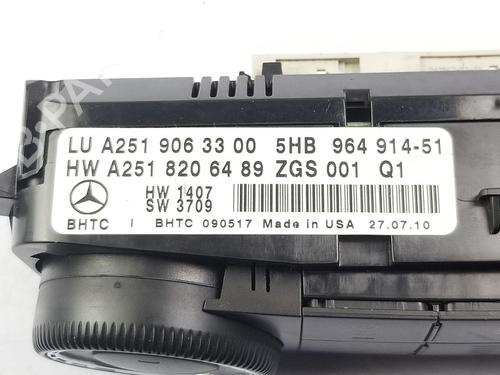 LU A251 906 33 00 5HB 964 914-51
HW A251 820 64 89 ZGS 001 Q1
HW 1407
SW 3709
BHTC I BHTC 090517 Made in USA 27.07.10
B-PA